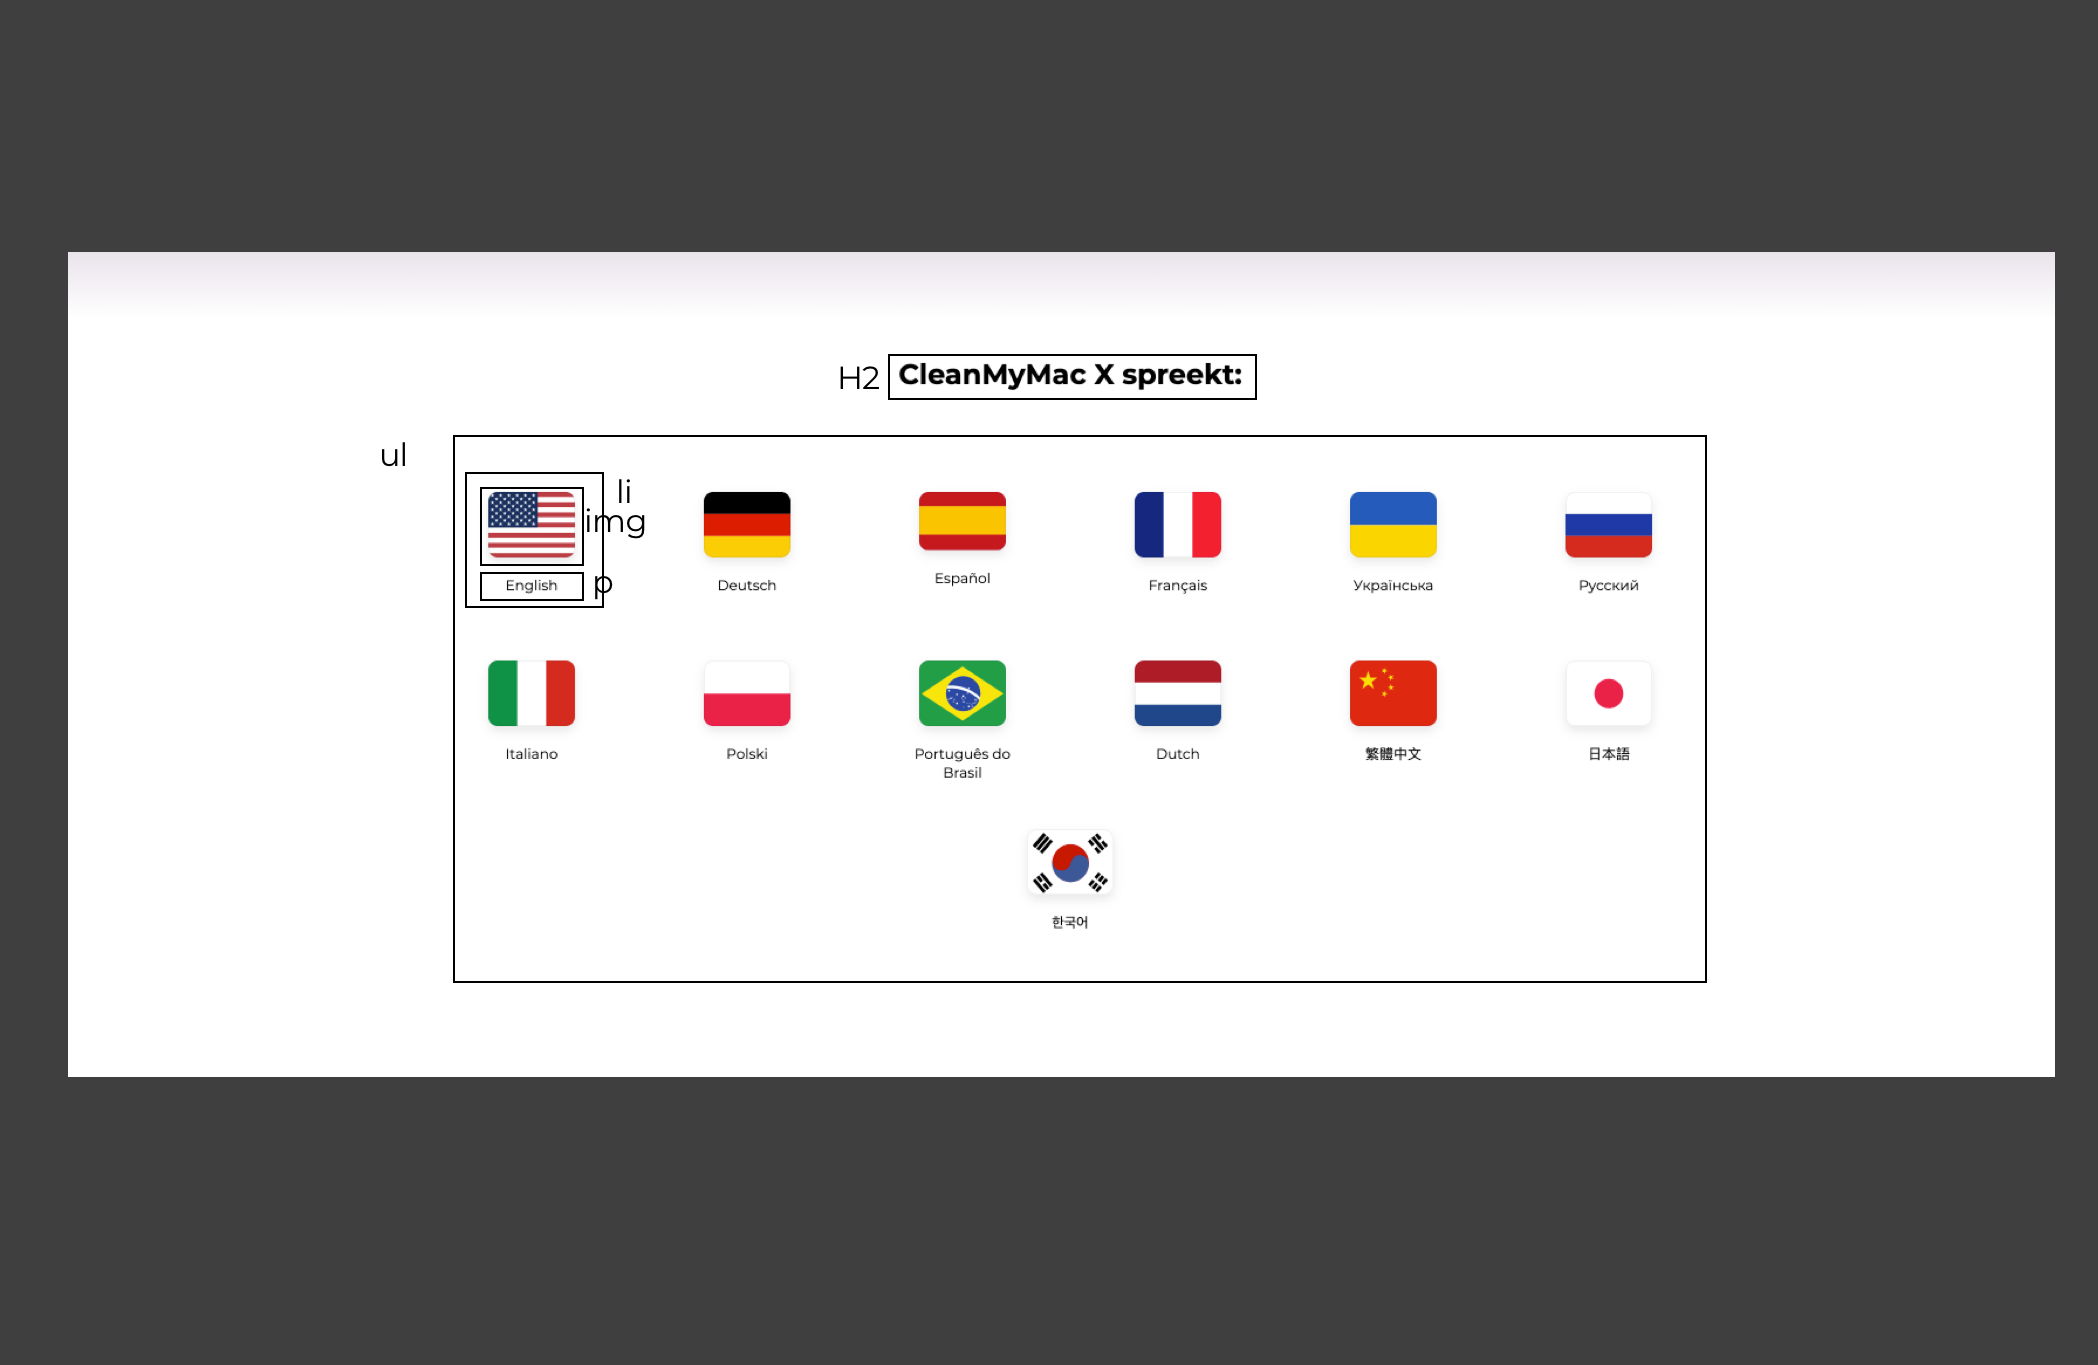 H2 CleanMyMac X spreekt:
ul
li
img
p
English
Deutsch
Español
Français
Українська
Русский
Italiano
Polski
Português do
Brasil
Dutch
繁體中文
日本語
한국어